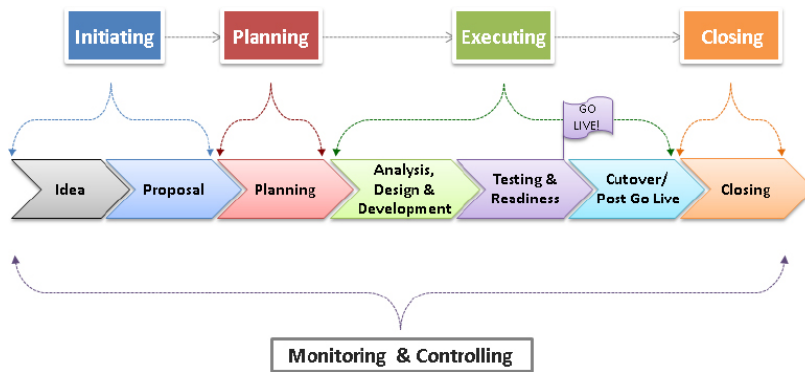 Initiating
Planning
Executing
Closing
GO
LIVE!
Idea
Proposal
Planning
Analysis,
Design &
Development
Testing &
Readiness
Cutover/
Post Go Live
Closing
Monitoring & Controlling